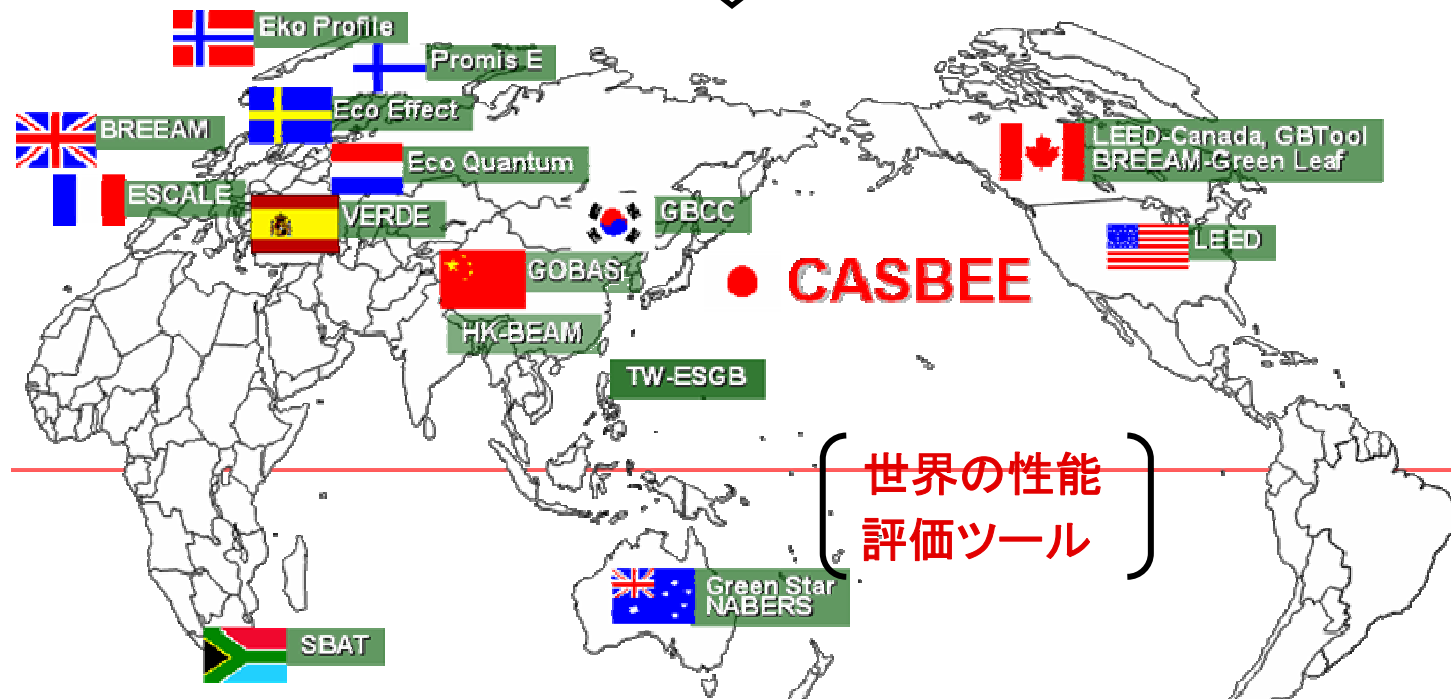 Eko Profile
Promis E
Eco Effect
BREEAM
LEED-Canada, GBTool
BREEAM-Green Leaf
Eco Quantum
ESCALE
VERDE
GBCC
LEED
GOBAS
CASBEE
HK-BEAM
TW-ESGB
世界の性能
評価ツール
Green Star
NABERS
SBAT